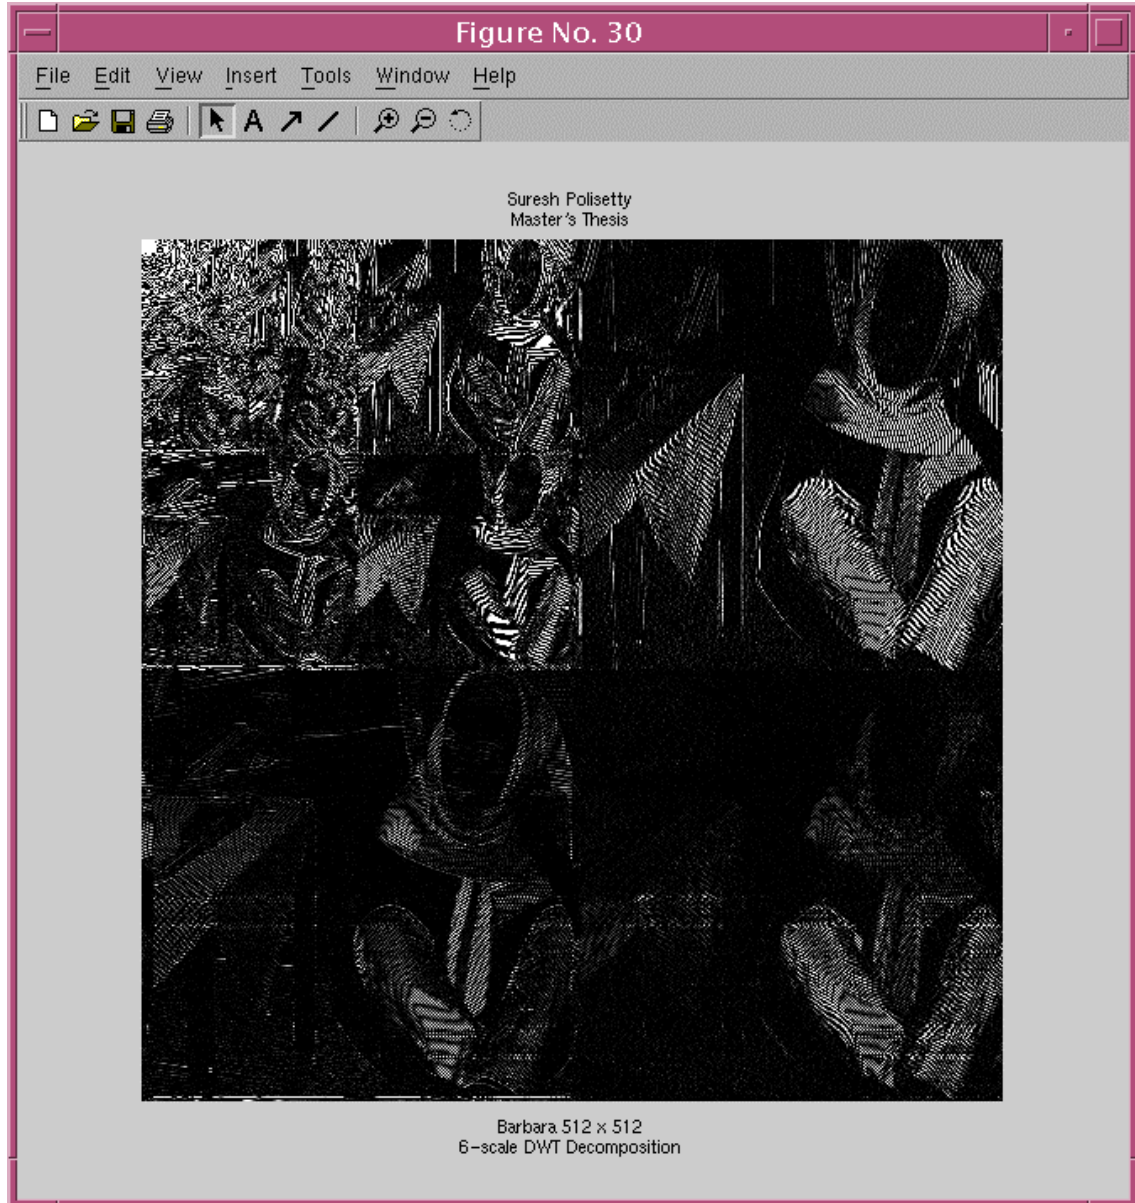 Figure No. 30
File Edit View Insert Tools Window Help
A
Suresh Polisetty
Master's Thesis
Barbara 512 x 512
6-scale DWT Decomposition